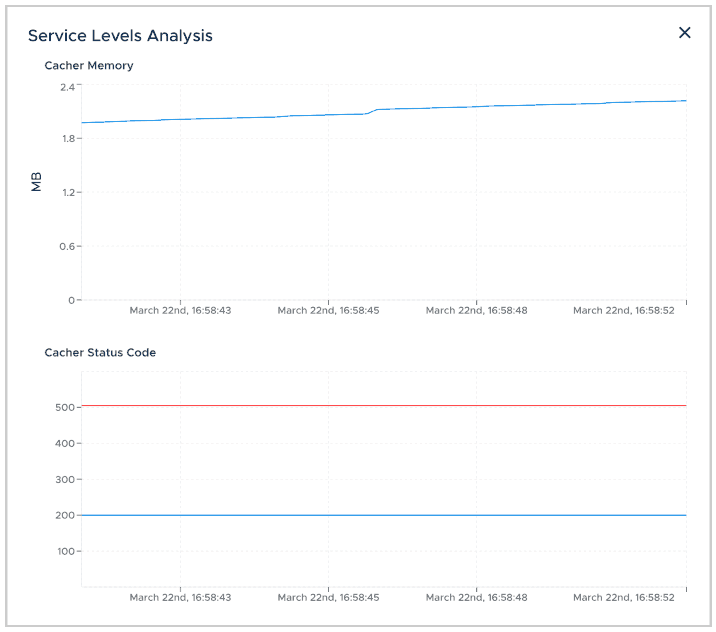 Service Levels Analysis
Cacher Memory
2.4
1.8
1.2
0.6
0
MB
March 22nd, 16:58:43 March 22nd, 16:58:45 March 22nd, 16:58:48 March 22nd, 16:58:52
Cacher Status Code
500
400
300
200
100
March 22nd, 16:58:43 March 22nd, 16:58:45 March 22nd, 16:58:48 March 22nd, 16:58:52